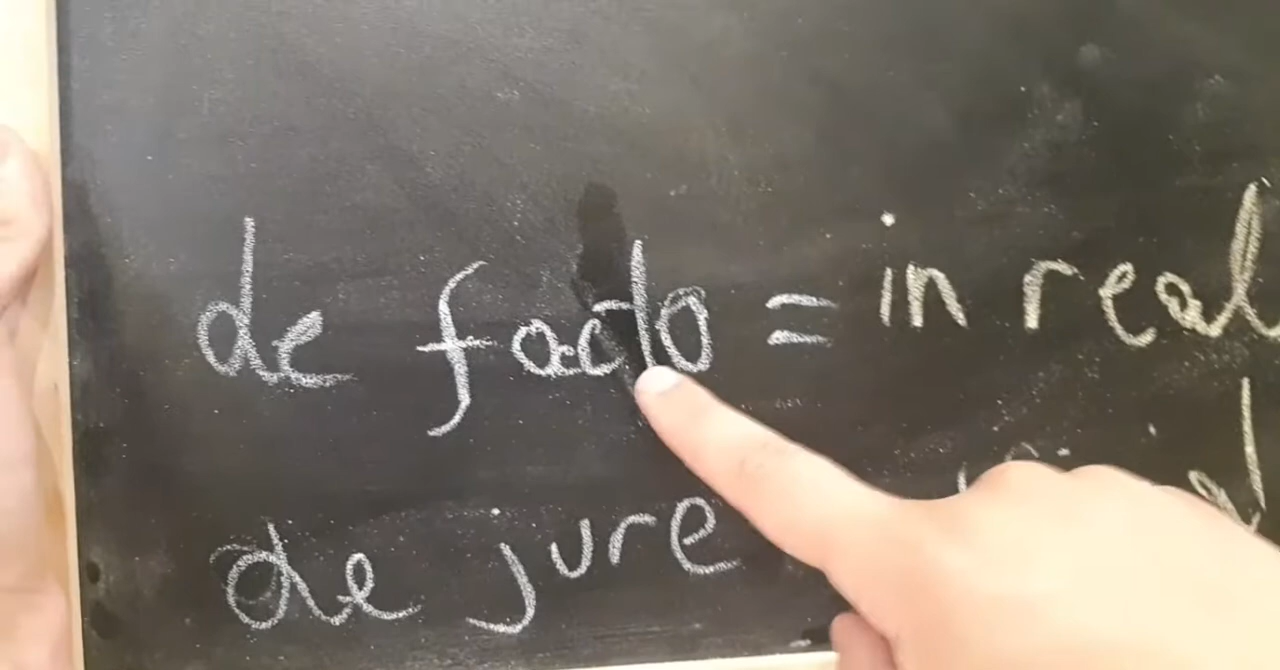 de facto = in real
de jure